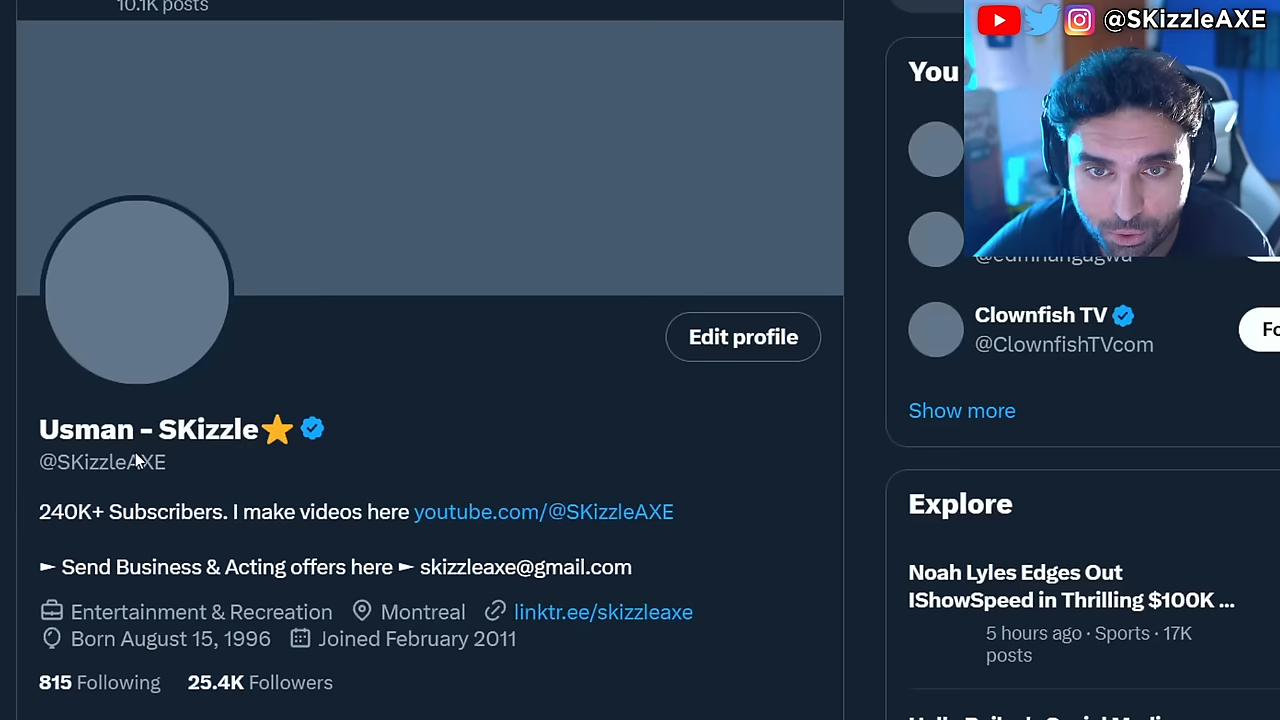 10.1K posts
@SKizzleAXE
You
Clownfish TV
@ClownfishTVcom
Fo
Show more
Edit profile
Usman - SKizzle⭐
@SKizzleAXE
240K+ Subscribers. I make videos here youtube.com/@SKizzleAXE
► Send Business & Acting offers here ► skizzleaxe@gmail.com
Entertainment & Recreation Montreal linktr.ee/skizzleaxe
Born August 15, 1996 Joined February 2011
815 Following 25.4K Followers
Explore
Noah Lyles Edges Out
IShowSpeed in Thrilling $100K ...
5 hours ago · Sports · 17K
posts